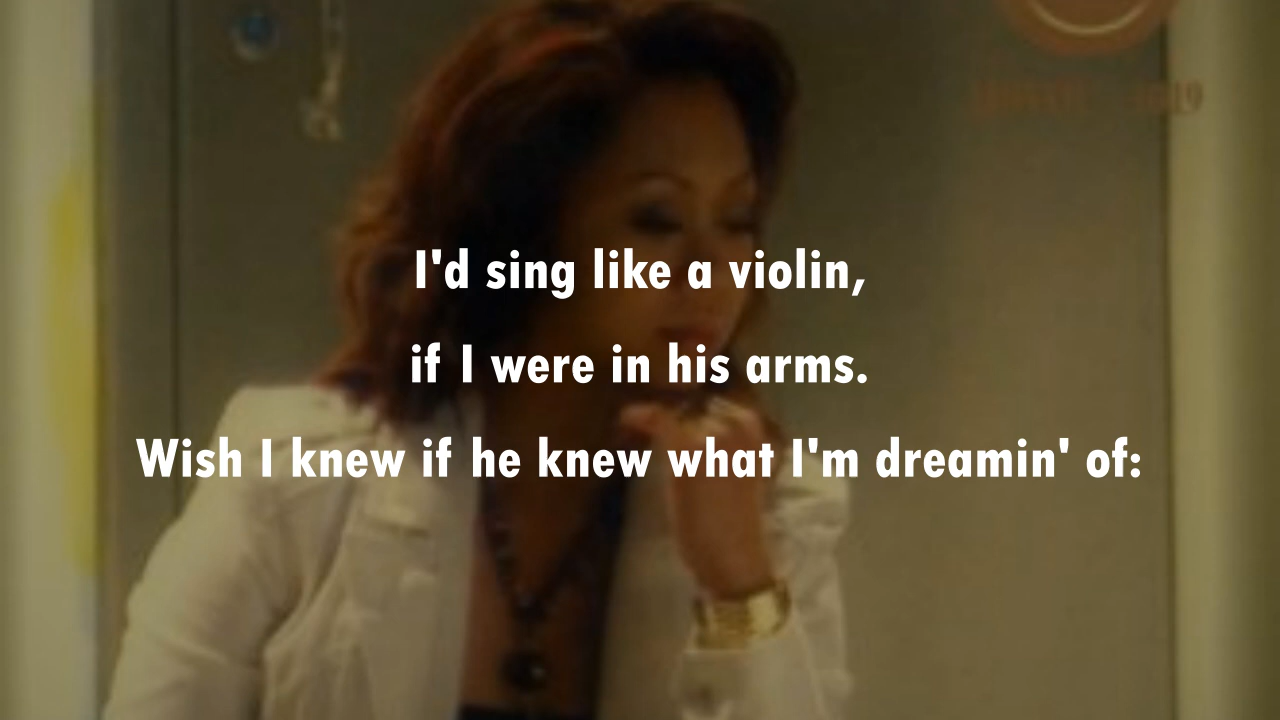 I'd sing like a violin,
if I were in his arms.
Wish I knew if he knew what I'm dreamin' of: